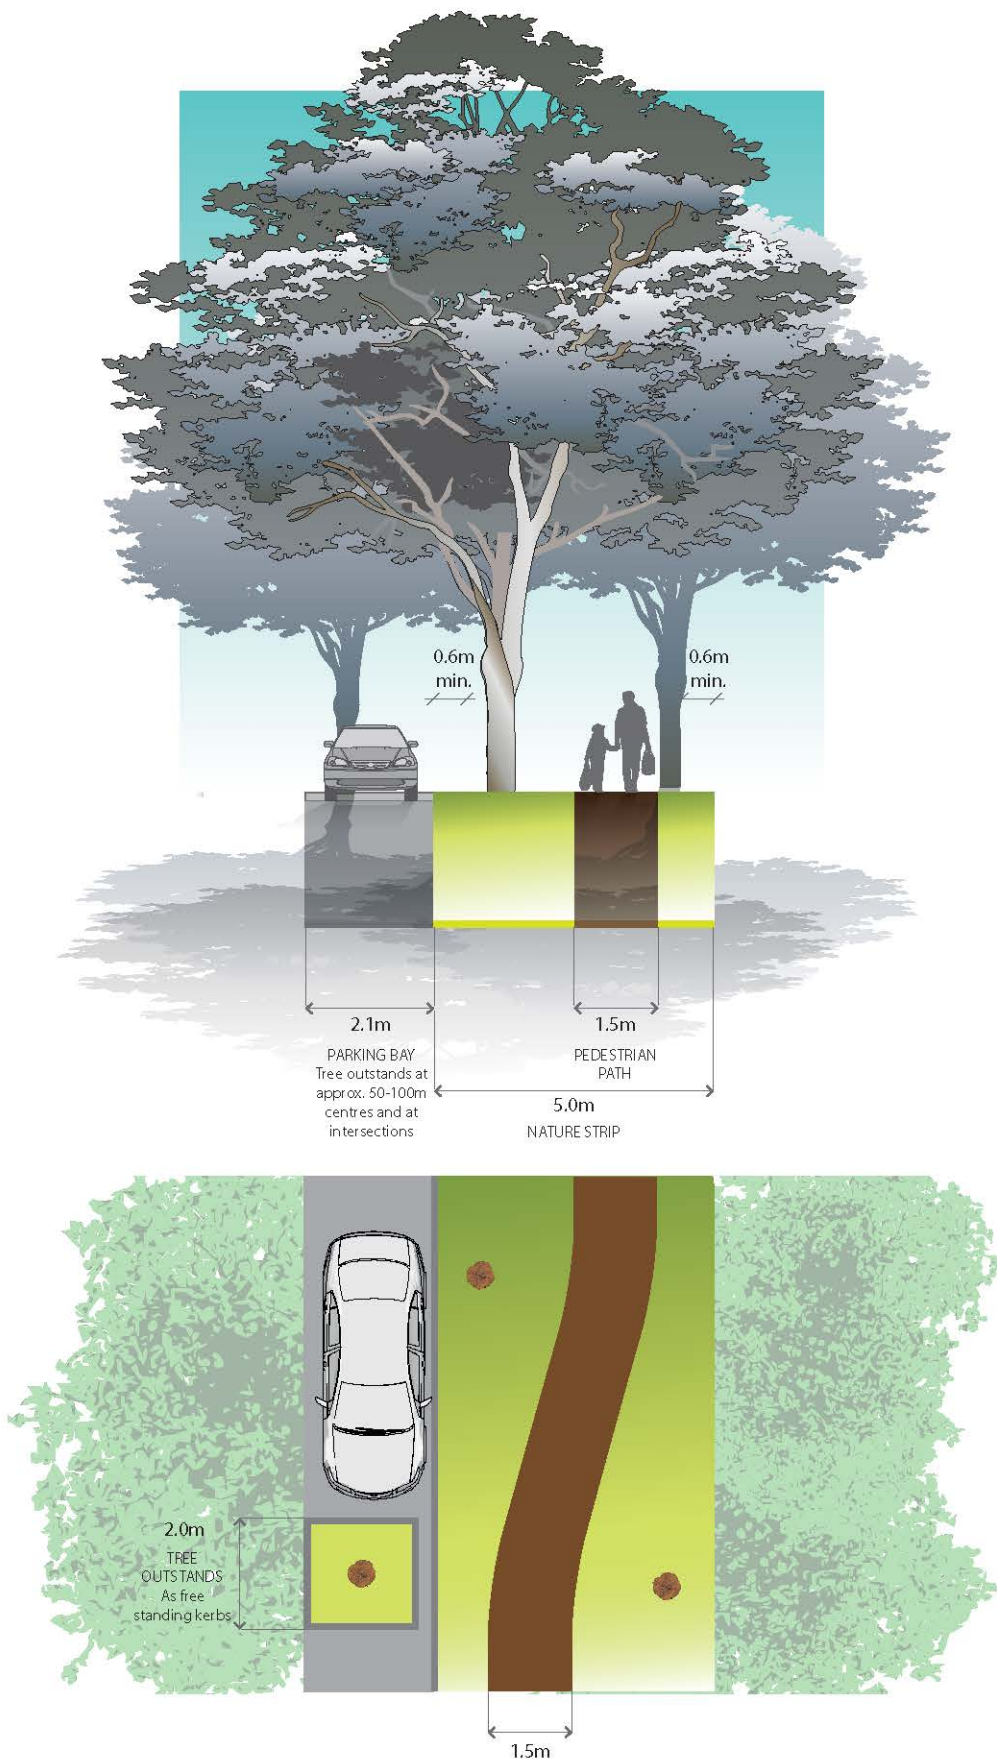 0.6m
min.
0.6m
min.
2.1m
PARKING BAY
Tree outstands at
approx. 50-100m
centres and at
intersections
1.5m
PEDESTRIAN
PATH
5.0m
NATURE STRIP
2.0m
TREE
OUTSTANDS
As free
standing kerbs
1.5m